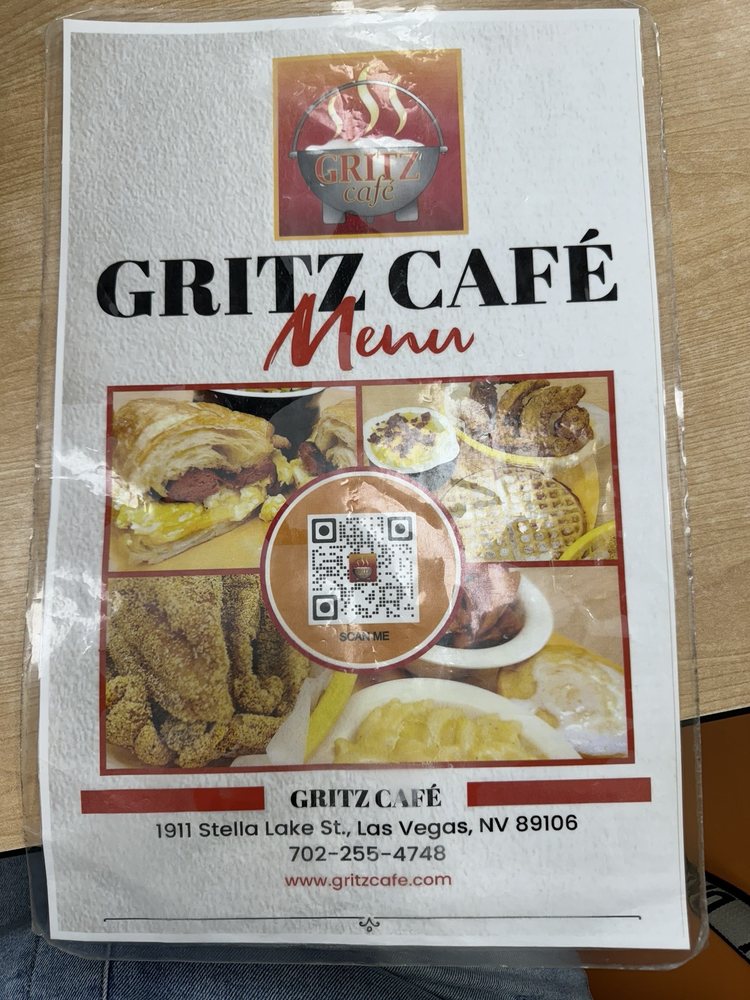 GRITZ
café
GRITZ CAFÉ
Menu
SCAN ME
GRITZ CAFÉ
1911 Stella Lake St., Las Vegas, NV 89106
702-255-4748
www.gritzcafe.com